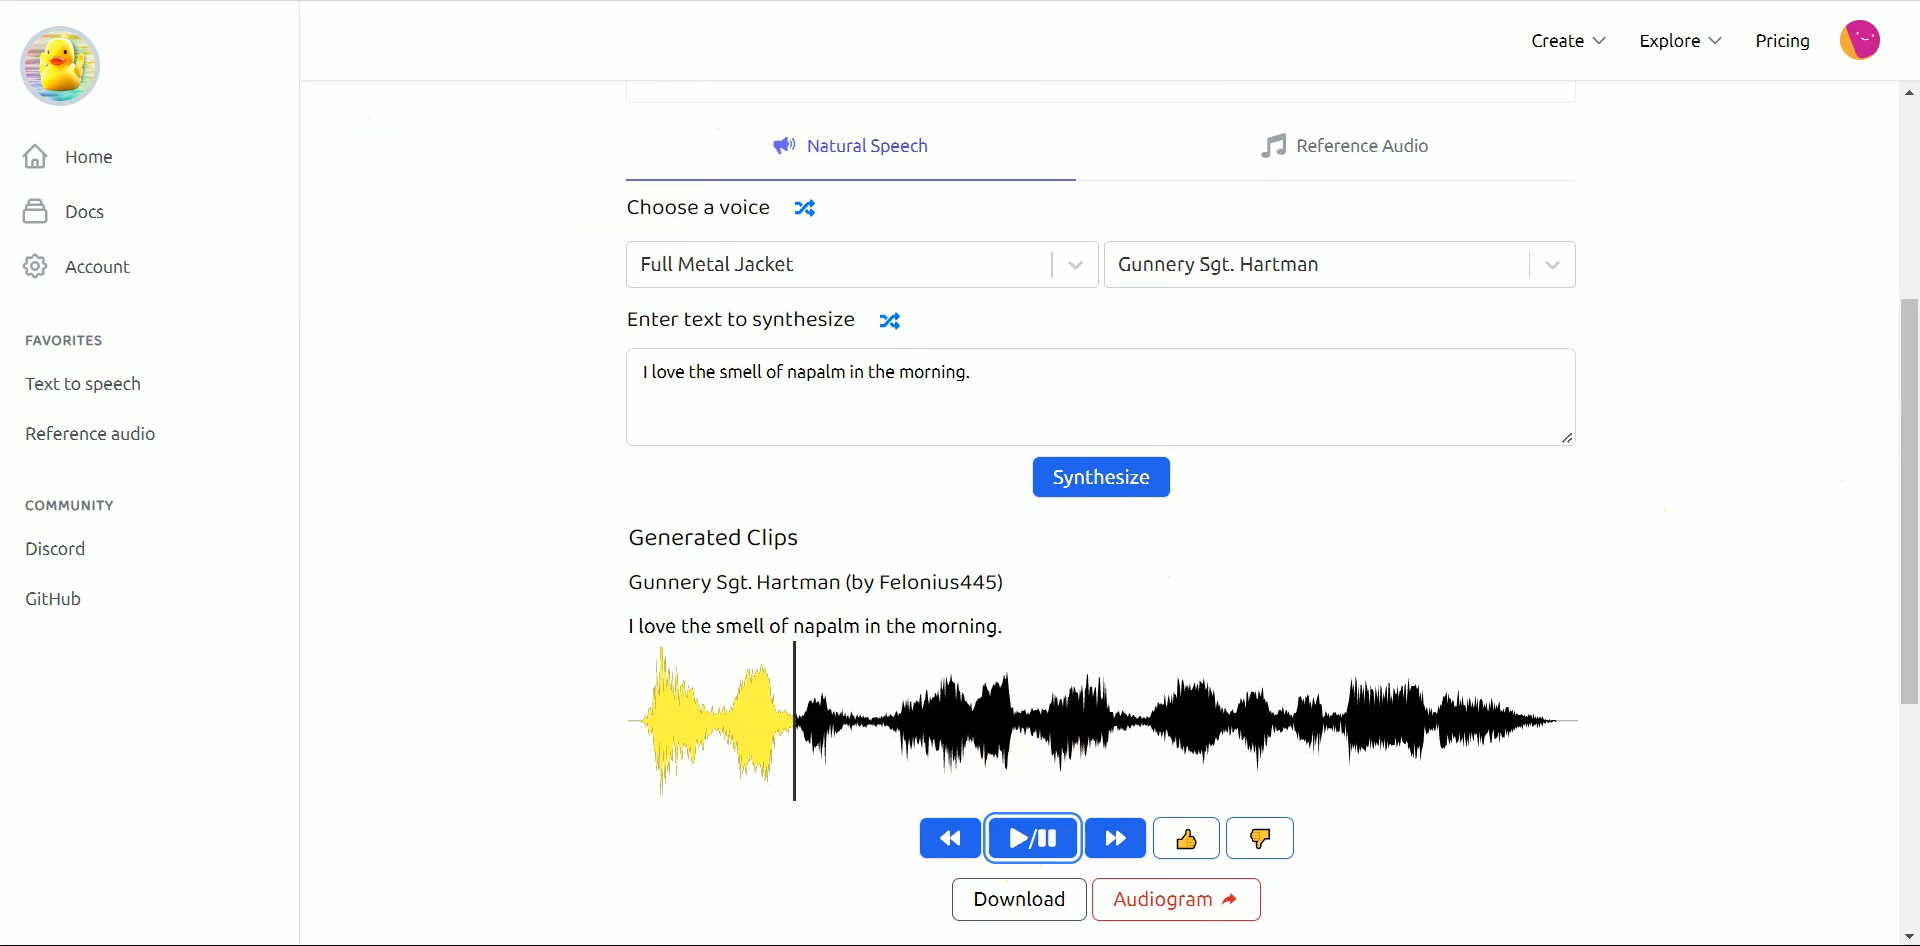 Create
Explore
Pricing
Home
Docs
Account
FAVORITES
Text to speech
Reference audio
COMMUNITY
Discord
GitHub
Natural Speech
Reference Audio
Choose a voice
Full Metal Jacket
Gunnery Sgt. Hartman
Enter text to synthesize
I love the smell of napalm in the morning.
Synthesize
Generated Clips
Gunnery Sgt. Hartman (by Felonius445)
I love the smell of napalm in the morning.
Download
Audiogram